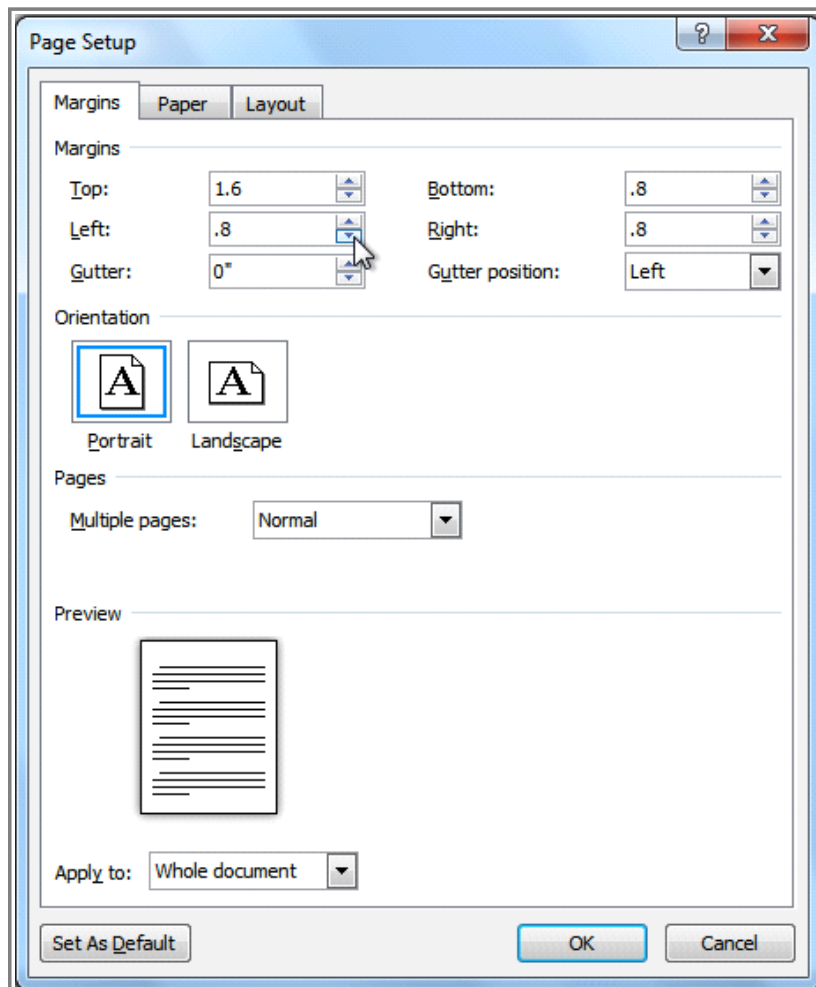 Page Setup
Margins Paper Layout
Margins
Top: 1.6 Bottom: .8
Left: .8 Right: .8
Gutter: 0" Gutter position: Left
Orientation
A A
Portrait Landscape
Pages
Multiple pages: Normal
Preview
Apply to: Whole document
Set As Default OK Cancel